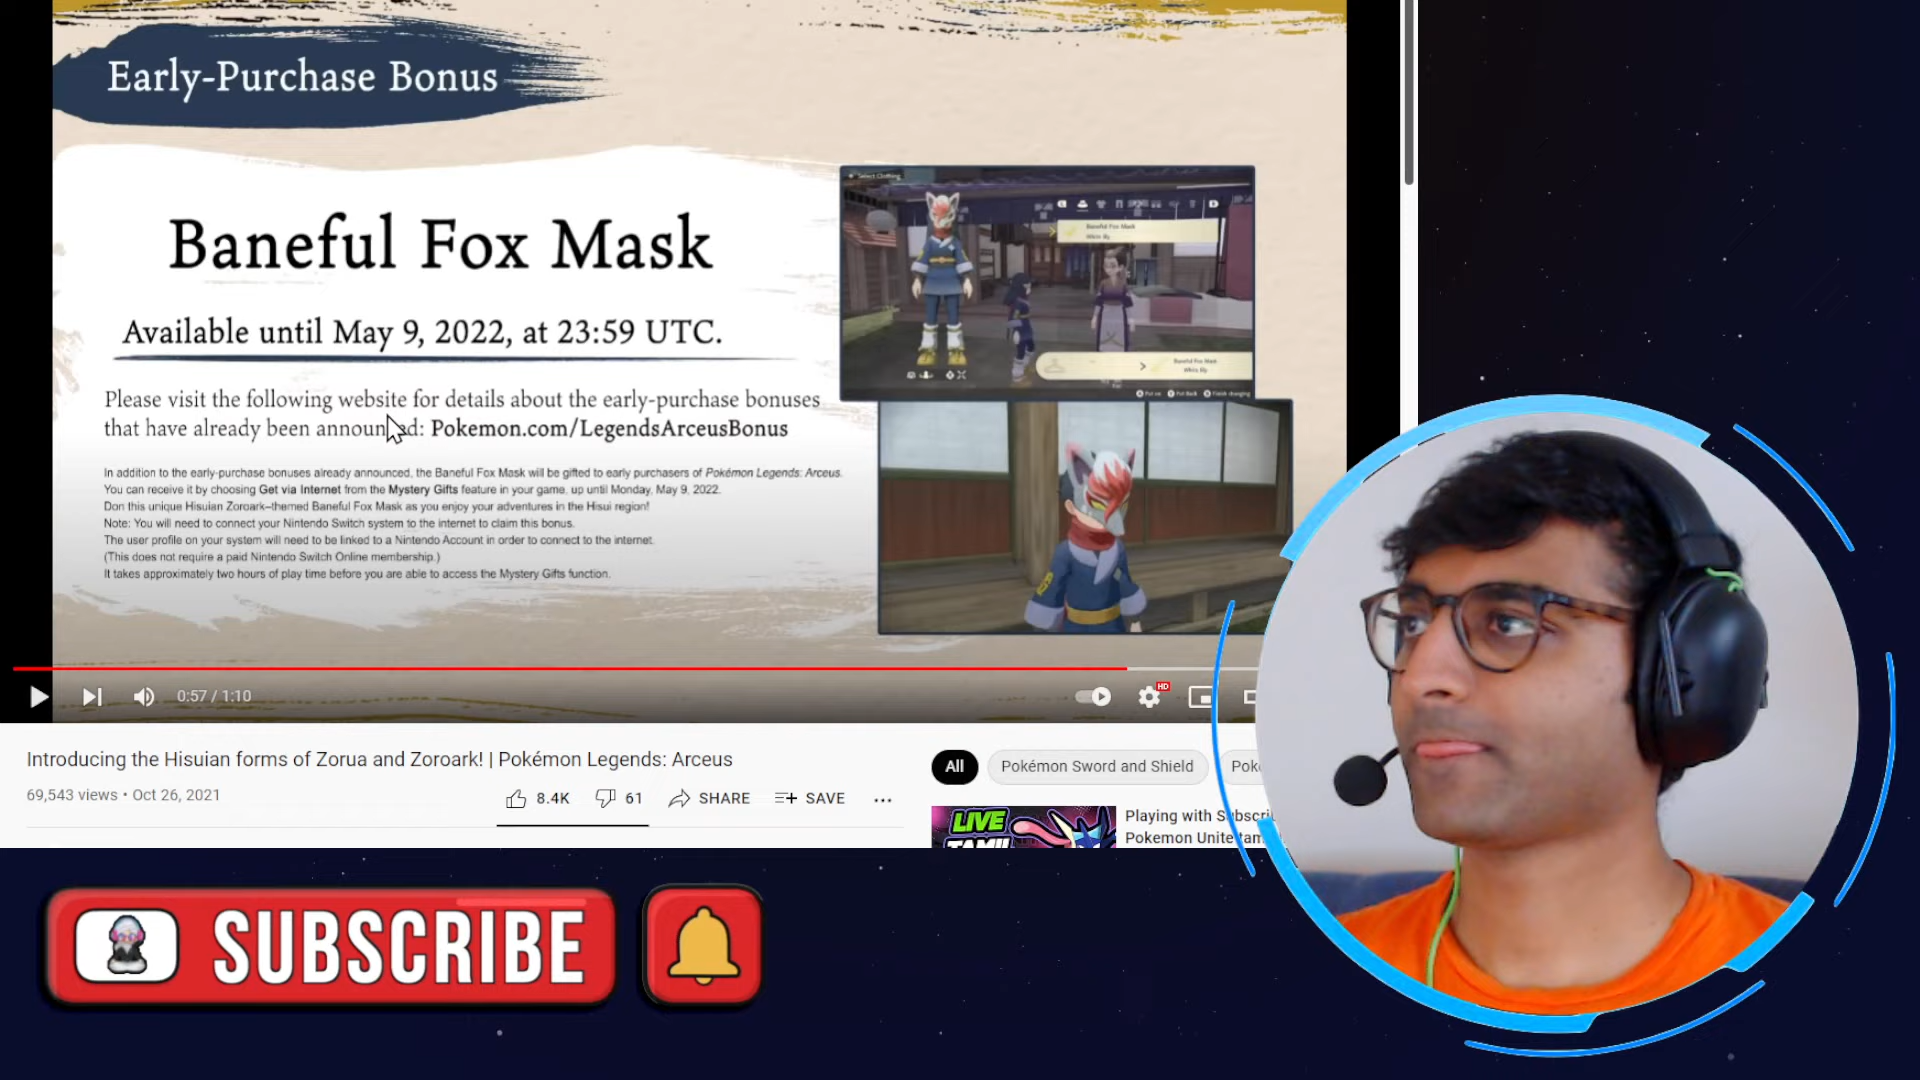 Early-Purchase Bonus
Select Clothing
Baneful Fox Mask
Baneful Fox Mask
Available until May 9, 2022, at 23:59 UTC.
Baneful Fox Mask
Please visit the following website for details about the early-purchase bonuses
that have already been announced: Pokemon.com/LegendsArceusBonus
In addition to the early-purchase bonuses already announced, the Baneful Fox Mask will be gifted to early purchasers of Pokémon Legends: Arceus.
You can receive it by choosing Get via Internet from the Mystery Gifts feature in your game, up until Monday, May 9, 2022.
Don this unique Hisuian Zoroark–themed Baneful Fox Mask as you enjoy your adventures in the Hisui region!
Note: You will need to connect your Nintendo Switch system to the internet to claim this bonus.
The user profile on your system will need to be linked to a Nintendo Account in order to connect to the internet.
(This does not require a paid Nintendo Switch Online membership.)
It takes approximately two hours of play time before you are able to access the Mystery Gifts function.
0:57 / 1:10
HD
Introducing the Hisuian forms of Zorua and Zoroark! | Pokémon Legends: Arceus
69,543 views • Oct 26, 2021
8.4K
61
SHARE
SAVE
All
Pokémon Sword and Shield
LIVE
TAMIL
Playing with Subscri
Pokemon Unite
SUBSCRIBE